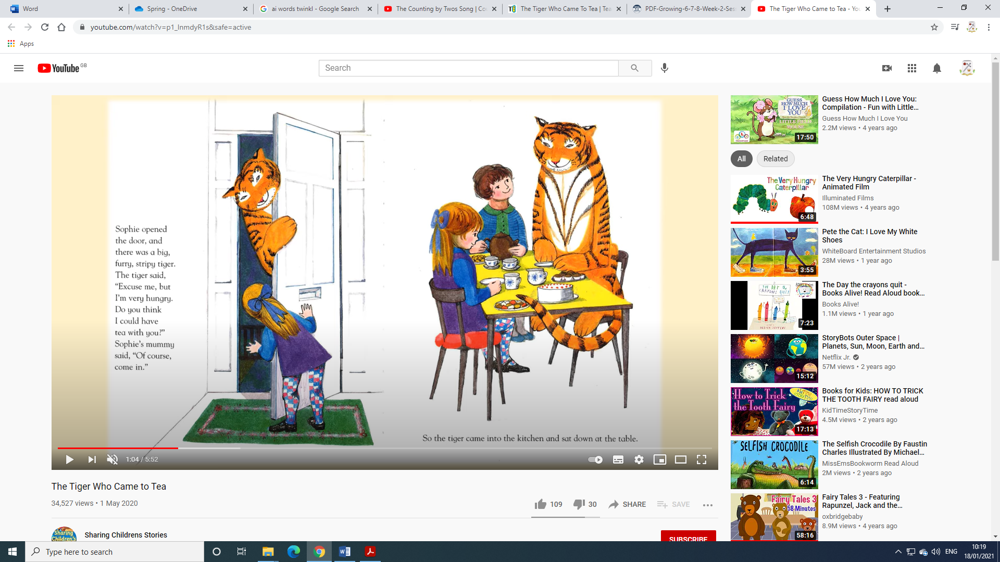 Word
Spring - OneDrive
ai words twinkl - Google Search
The Counting by Twos Song | Co
The Tiger Who Came To Tea | Tea
PDF-Growing-6-7-8-Week-2-Ses
The Tiger Who Came to Tea - Yo
youtube.com/watch?v=p1_lnmdyR1s&safe=active
Apps
YouTube GB
Search
Sophie opened
the door, and
there was a big,
furry, stripy tiger.
The tiger said,
“Excuse me, but
I’m very hungry.
Do you think
I could have
tea with you?”
Sophie’s mummy
said, “Of course,
come in.”
So the tiger came into the kitchen and sat down at the table.
1:04 / 5:52
The Tiger Who Came to Tea
34,527 views • 1 May 2020
109 30 SHARE SAVE
Sharing Children's
Sharing Childrens Stories
SUBSCRIBE
GUESS HOW MUCH I LOVE YOU
LITTLE FIELD MOUSE
17:50
Guess How Much I Love You:
Compilation - Fun with Little...
Guess How Much I Love You
2.2M views • 4 years ago
All Related
The Very Hungry Caterpillar
6:48
The Very Hungry Caterpillar -
Animated Film
Illuminated Films
108M views • 4 years ago
3:55
Pete the Cat: I Love My White
Shoes
WhiteBoard Entertainment Studios
28M views • 1 year ago
THE DAY the CRAYONS QUIT
7:23
The Day the crayons quit -
Books Alive! Read Aloud book...
Books Alive!
1.1M views • 1 year ago
15:12
StoryBots Outer Space |
Planets, Sun, Moon, Earth and...
Netflix Jr.
57M views • 2 years ago
How to Trick
the Tooth Fairy
KidTime StoryTime
17:13
Books for Kids: HOW TO TRICK
THE TOOTH FAIRY read aloud
KidTimeStoryTime
4.5M views • 2 years ago
SELFISH CROCODILE
6:14
The Selfish Crocodile By Faustin
Charles Illustrated By Michael...
MissEmsBookworm Read Aloud
2M views • 2 years ago
Fairy Tales 3
58 Minutes
58:16
Fairy Tales 3 - Featuring
Rapunzel, Jack and the...
oxbridgebaby
8.9M views • 4 years ago
Type here to search
ENG
10:19
18/01/2021